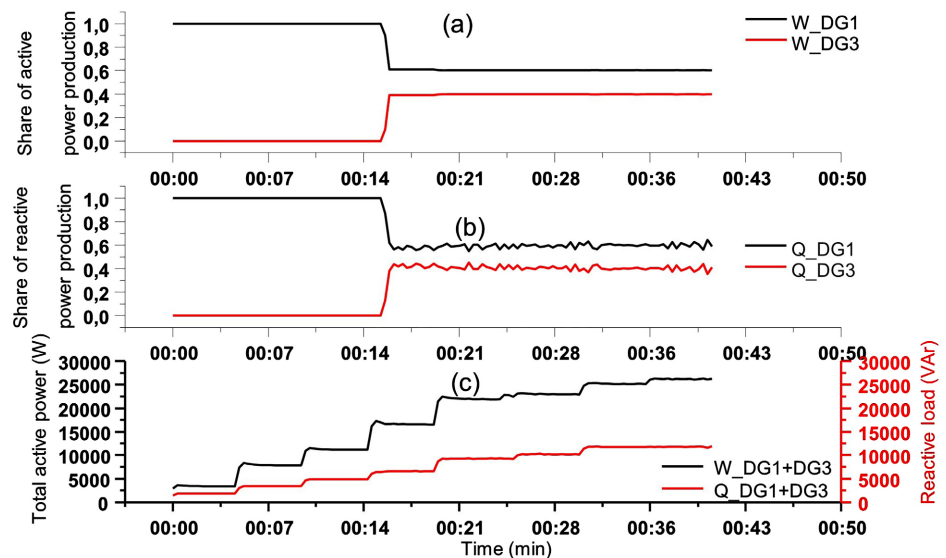 Share of active
power production
1,0
0,8
0,6
0,4
0,2
0,0
(a)
W_DG1
W_DG3
00:00 00:07 00:14 00:21 00:28 00:36 00:43 00:50
Share of reactive
power production
1,0
0,8
0,6
0,4
0,2
0,0
(b)
Q_DG1
Q_DG3
00:00 00:07 00:14 00:21 00:28 00:36 00:43 00:50
Total active power (W)
30000
25000
20000
15000
10000
5000
0
(c)
W_DG1+DG3
Q_DG1+DG3
30000
25000
20000
15000
10000
5000
0
Reactive load (VAr)
00:00 00:07 00:14 00:21 00:28 00:36 00:43 00:50
Time (min)